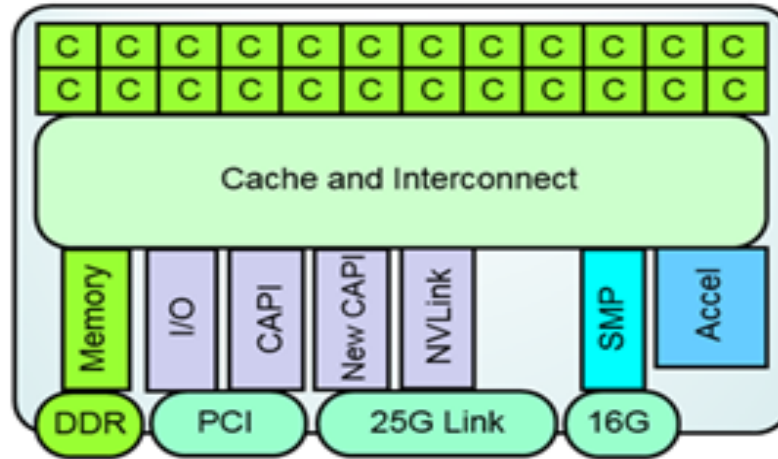 C C C C C C C C C C C C
C C C C C C C C C C C C
Cache and Interconnect
Memory
I/O
CAPI
New CAPI
NVLink
SMP
Accel
DDR
PCI
25G Link
16G